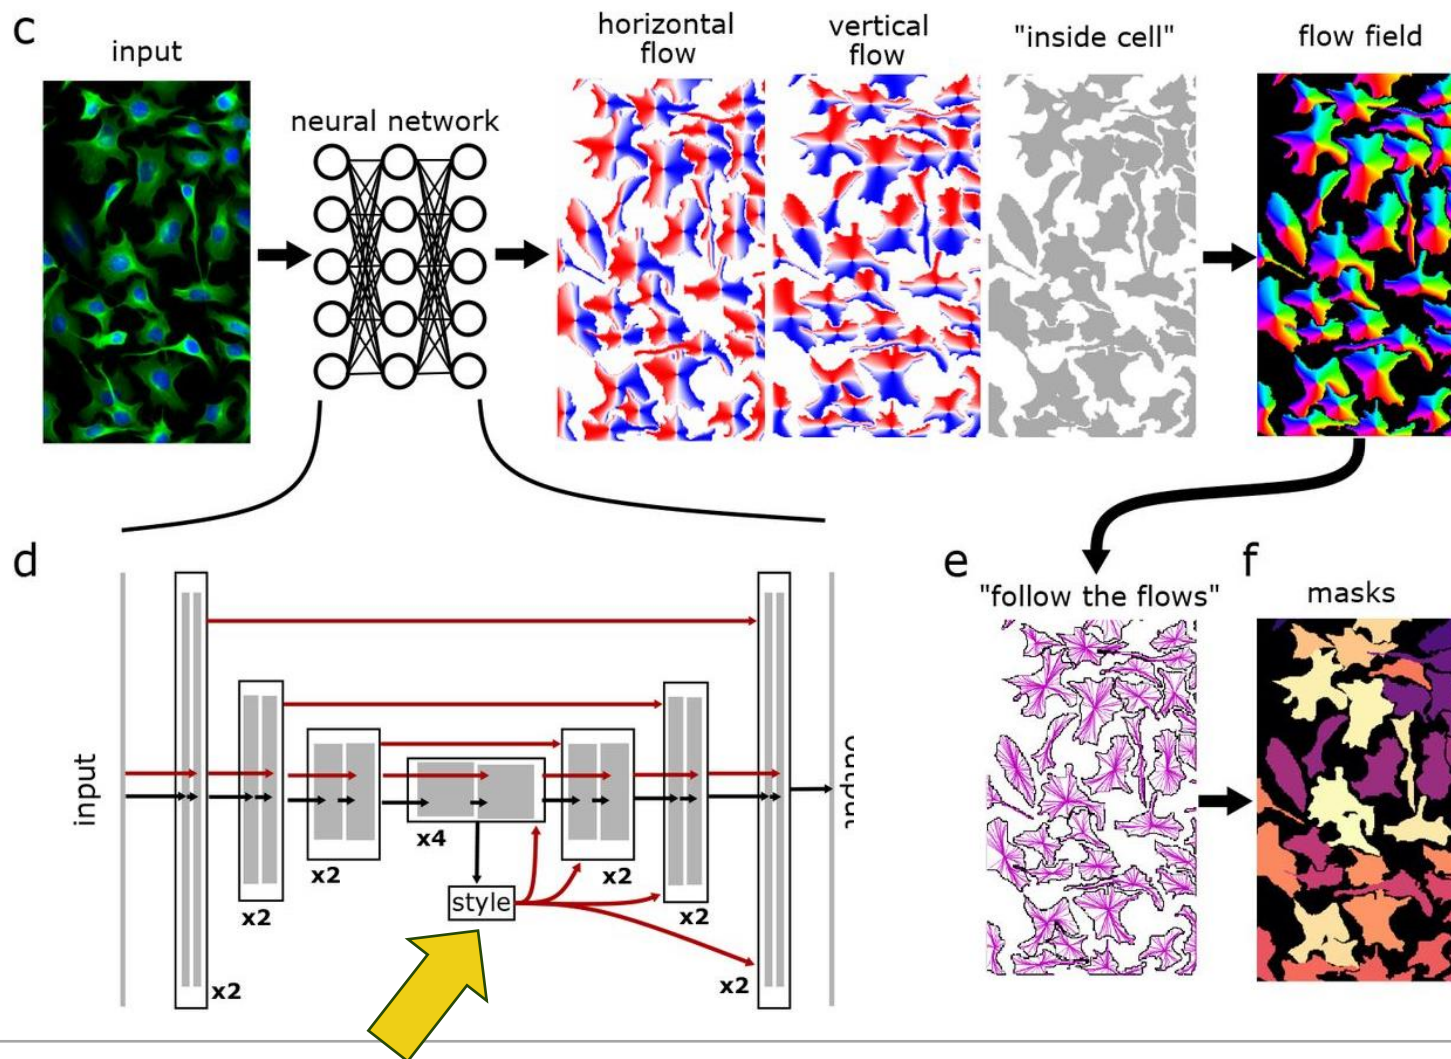 c
input
neural network
horizontal
flow
vertical
flow
"inside cell"
flow field
d
input
x2
x2
x2
x4
style
x2
x2
x2
output
e
"follow the flows"
f
masks